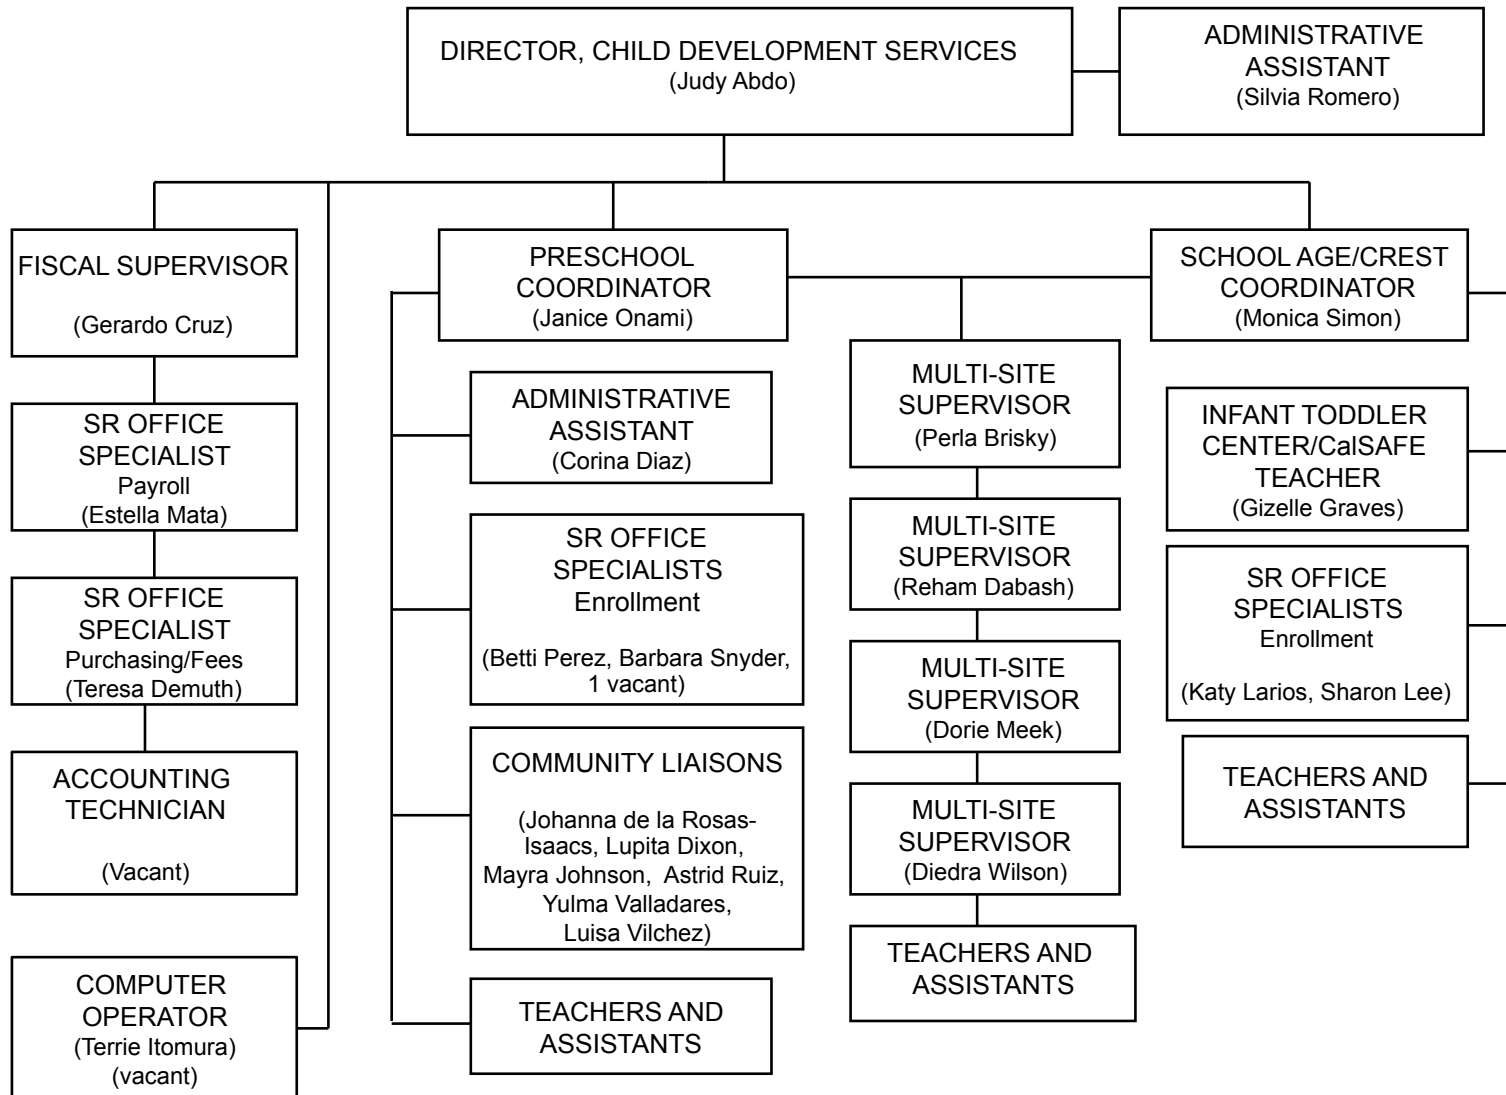 DIRECTOR, CHILD DEVELOPMENT SERVICES
(Judy Abdo)
ADMINISTRATIVE
ASSISTANT
(Silvia Romero)
FISCAL SUPERVISOR
(Gerardo Cruz)
SR OFFICE
SPECIALIST
Payroll
(Estella Mata)
SR OFFICE
SPECIALIST
Purchasing/Fees
(Teresa Demuth)
ACCOUNTING
TECHNICIAN
(Vacant)
COMPUTER
OPERATOR
(Terrie Itomura)
(vacant)
PRESCHOOL
COORDINATOR
(Janice Onami)
ADMINISTRATIVE
ASSISTANT
(Corina Diaz)
SR OFFICE
SPECIALISTS
Enrollment
(Betti Perez, Barbara Snyder,
1 vacant)
COMMUNITY LIAISONS
(Johanna de la Rosas-
Isaacs, Lupita Dixon,
Mayra Johnson, Astrid Ruiz,
Yulma Valladares,
Luisa Vilchez)
TEACHERS AND
ASSISTANTS
MULTI-SITE
SUPERVISOR
(Perla Brisky)
MULTI-SITE
SUPERVISOR
(Reham Dabash)
MULTI-SITE
SUPERVISOR
(Dorie Meek)
MULTI-SITE
SUPERVISOR
(Diedra Wilson)
TEACHERS AND
ASSISTANTS
SCHOOL AGE/CREST
COORDINATOR
(Monica Simon)
INFANT TODDLER
CENTER/CalSAFE
TEACHER
(Gizelle Graves)
SR OFFICE
SPECIALISTS
Enrollment
(Katy Larios, Sharon Lee)
TEACHERS AND
ASSISTANTS